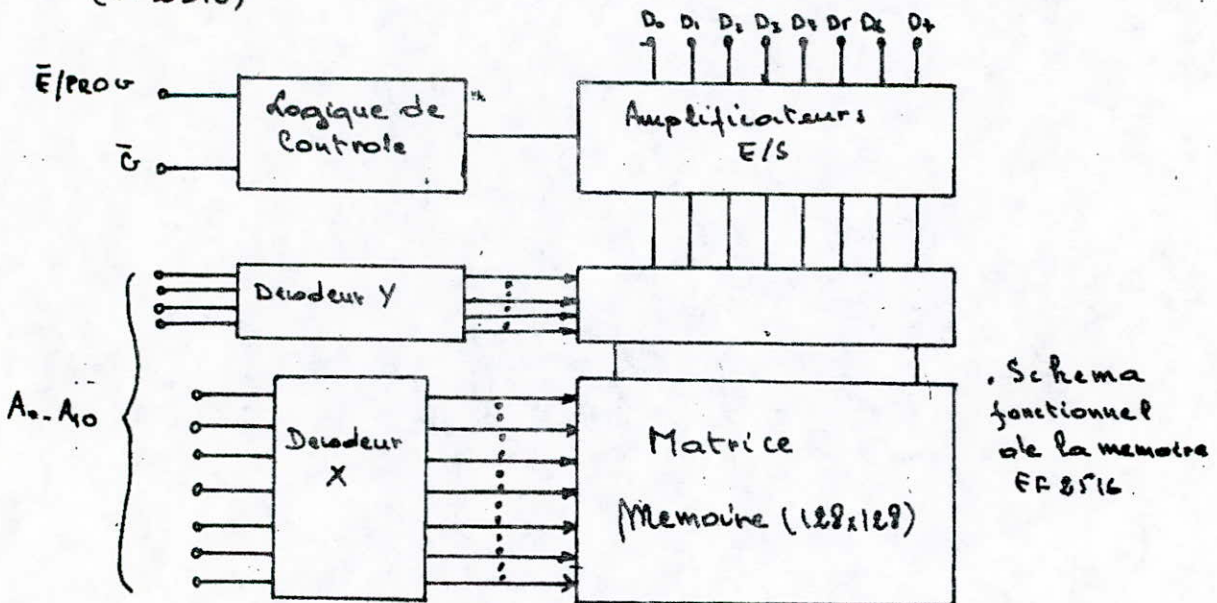 D₀ D₁ D₂ D₃ D₄ D₅ D₆ D₇
Ē/PROG
Logique de
Controle
Amplificateurs
E/S
Ḡ
Decodeur Y
A₀-A₁₀
Decodeur
X
Matrice
Memoire (128x128)
. Schema
fonctionnel
de la memoire
EF 2516